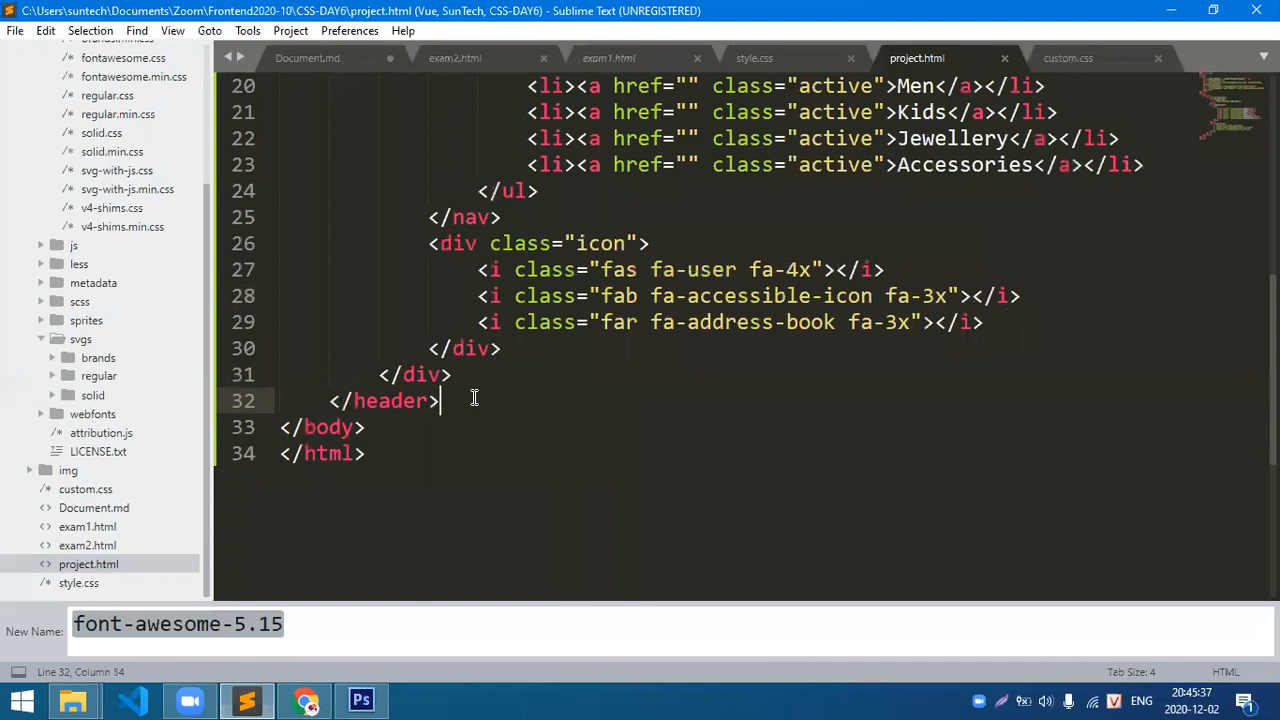 C:\Users\suntech\Documents\Zoom\Frontend2020-10\CSS-DAY6\project.html (Vue, SunTech, CSS-DAY6) - Sublime Text (UNREGISTERED)
File Edit Selection Find View Goto Tools Project Preferences Help
Document.md exam2.html exam1.html style.css project.html custom.css
fontawesome.css
fontawesome.min.css
regular.css
regular.min.css
solid.css
solid.min.css
svg-with-js.css
svg-with-js.min.css
v4-shims.css
v4-shims.min.css
js
less
metadata
scss
sprites
svgs
brands
regular
solid
webfonts
attribution.js
LICENSE.txt
img
custom.css
Document.md
exam1.html
exam2.html
project.html
style.css
20 <li><a href="" class="active">Men</a></li>
21 <li><a href="" class="active">Kids</a></li>
22 <li><a href="" class="active">Jewellery</a></li>
23 <li><a href="" class="active">Accessories</a></li>
24 </ul>
25 </nav>
26 <div class="icon">
27 <i class="fas fa-user fa-4x"></i>
28 <i class="fab fa-accessible-icon fa-3x"></i>
29 <i class="far fa-address-book fa-3x"></i>
30 </div>
31 </div>
32 </header>
33 </body>
34 </html>
New Name: font-awesome-5.15
Line 32, Column 14 Tab Size: 4 HTML
Ps V ENG 20:45:37
2020-12-02 1